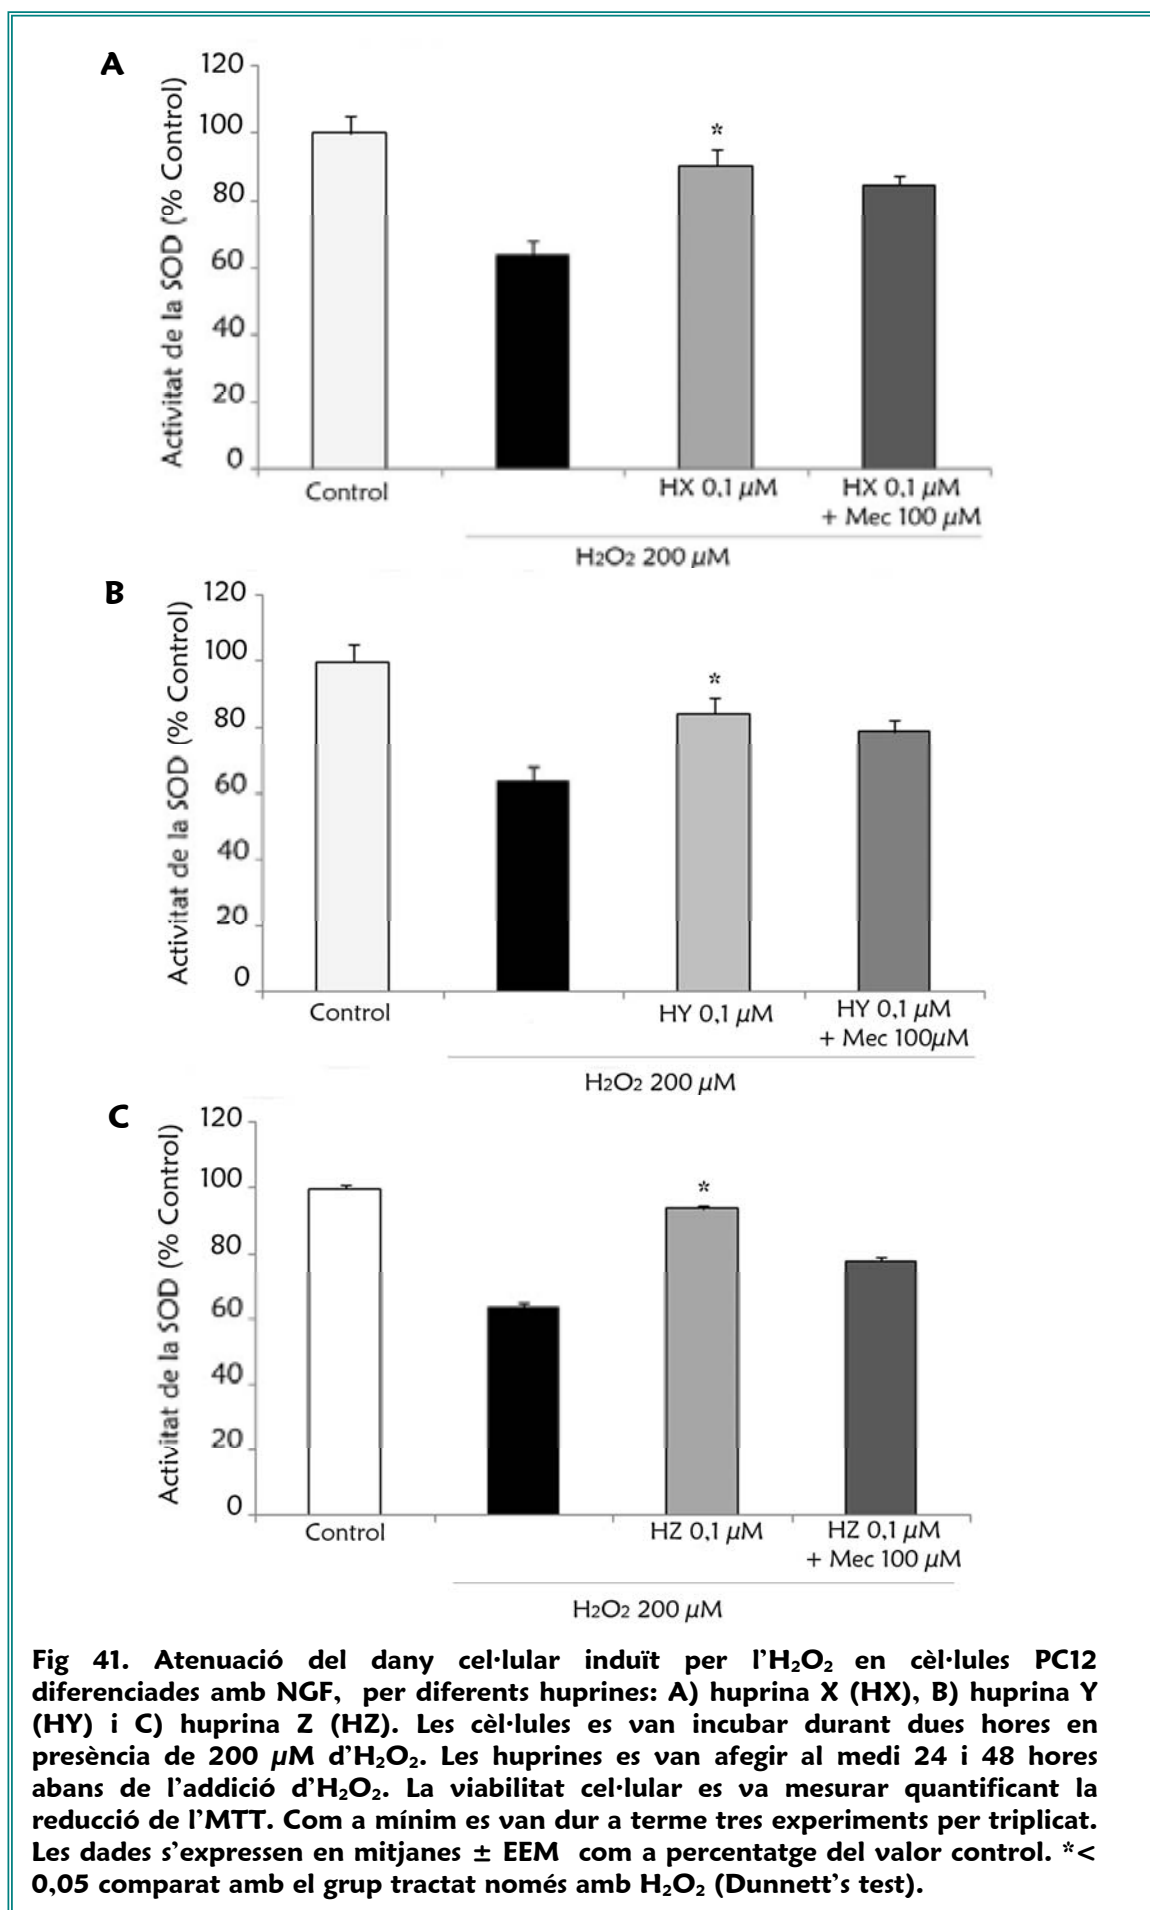 A
Activitat de la SOD (% Control)
120
100
80
60
40
20
0
*
Control
HX 0,1 µM
HX 0,1 µM
+ Mec 100 µM
H₂O₂ 200 µM
B
Activitat de la SOD (% Control)
120
100
80
60
40
20
0
*
Control
HY 0,1 µM
HY 0,1 µM
+ Mec 100µM
H₂O₂ 200 µM
C
Activitat de la SOD (% Control)
120
100
80
60
40
20
0
*
Control
HZ 0,1 µM
HZ 0,1 µM
+ Mec 100 µM
H₂O₂ 200 µM
Fig 41. Atenuació del dany cel·lular induït per l’H₂O₂ en cèl·lules PC12
diferenciades amb NGF, per diferents huprines: A) huprina X (HX), B) huprina Y
(HY) i C) huprina Z (HZ). Les cèl·lules es van incubar durant dues hores en
presència de 200 µM d’H₂O₂. Les huprines es van afegir al medi 24 i 48 hores
abans de l’addició d’H₂O₂. La viabilitat cel·lular es va mesurar quantificant la
reducció de l’MTT. Com a mínim es van dur a terme tres experiments per triplicat.
Les dades s’expressen en mitjanes ± EEM com a percentatge del valor control. *<
0,05 comparat amb el grup tractat només amb H₂O₂ (Dunnett’s test).